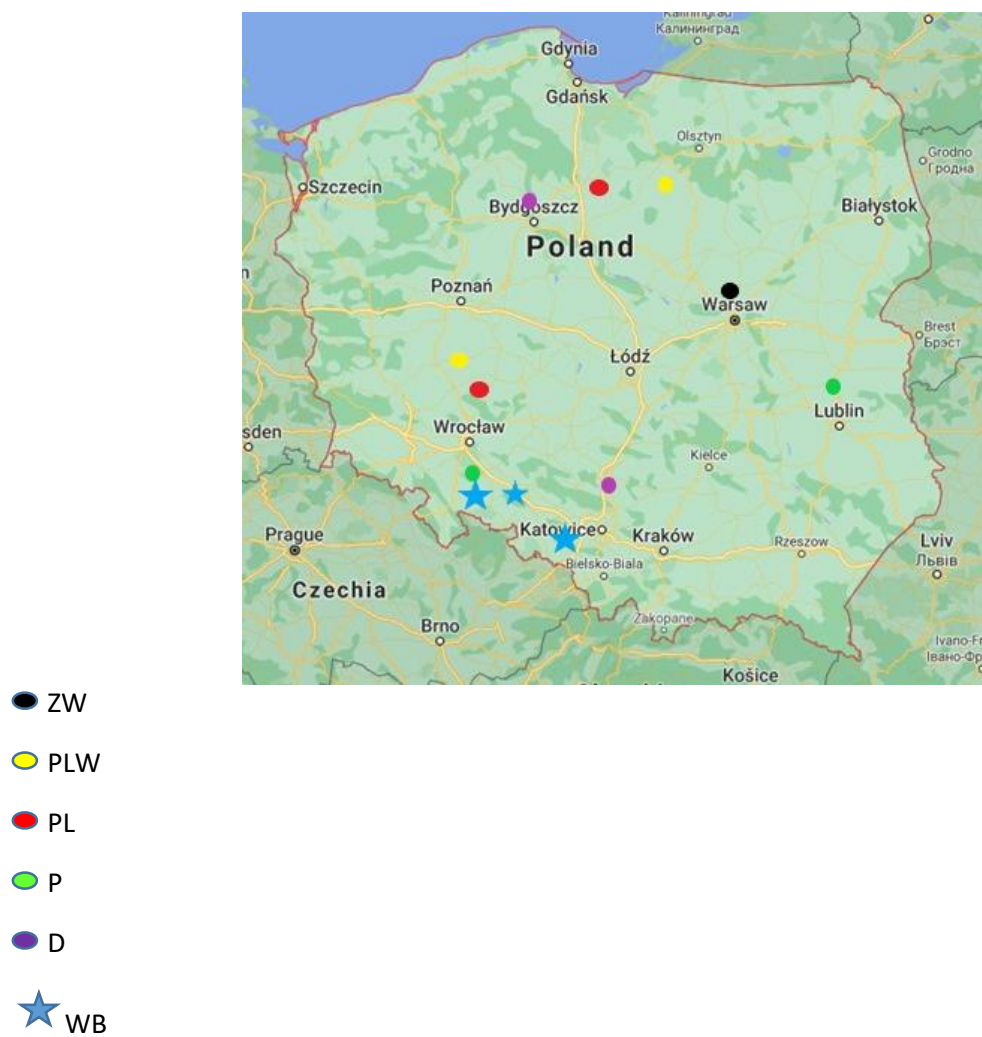 Kaliningrad
Калининград
Gdynia
Gdańsk
Olsztyn
Grodno
Гродна
Szczecin
Bydgoszcz
Białystok
Poland
Poznań
Warsaw
Brest
Брэст
Łódź
Lublin
Wrocław
sden
Kielce
Prague
Katowice
Kraków
Rzeszow
Lviv
Львів
Bielsko-Biala
Czechia
Brno
Zakopane
Ivano-Fr
Košice
ZW
PLW
PL
P
D
WB